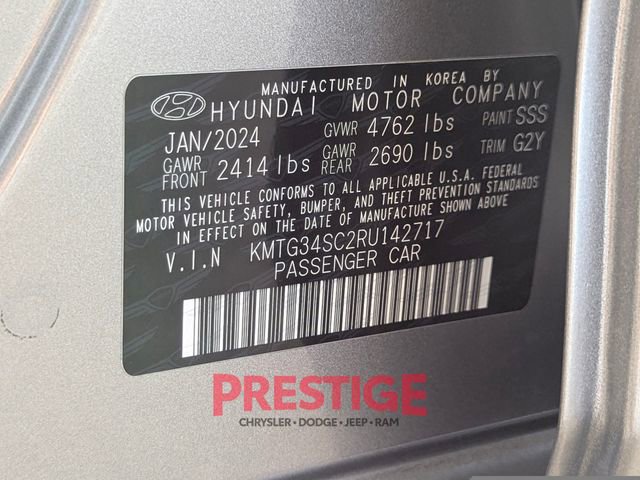 MANUFACTURED IN KOREA BY
HYUNDAI MOTOR COMPANY
JAN/2024 GVWR 4762 lbs PAINT SSS
GAWR FRONT 2414 lbs GAWR REAR 2690 lbs TRIM G2Y
THIS VEHICLE CONFORMS TO ALL APPLICABLE U.S.A. FEDERAL
MOTOR VEHICLE SAFETY, BUMPER, AND THEFT PREVENTION STANDARDS
IN EFFECT ON THE DATE OF MANUFACTURE SHOWN ABOVE
V.I.N KMTG34SC2RU142717
PASSENGER CAR
PRESTIGE
CHRYSLER • DODGE • JEEP • RAM